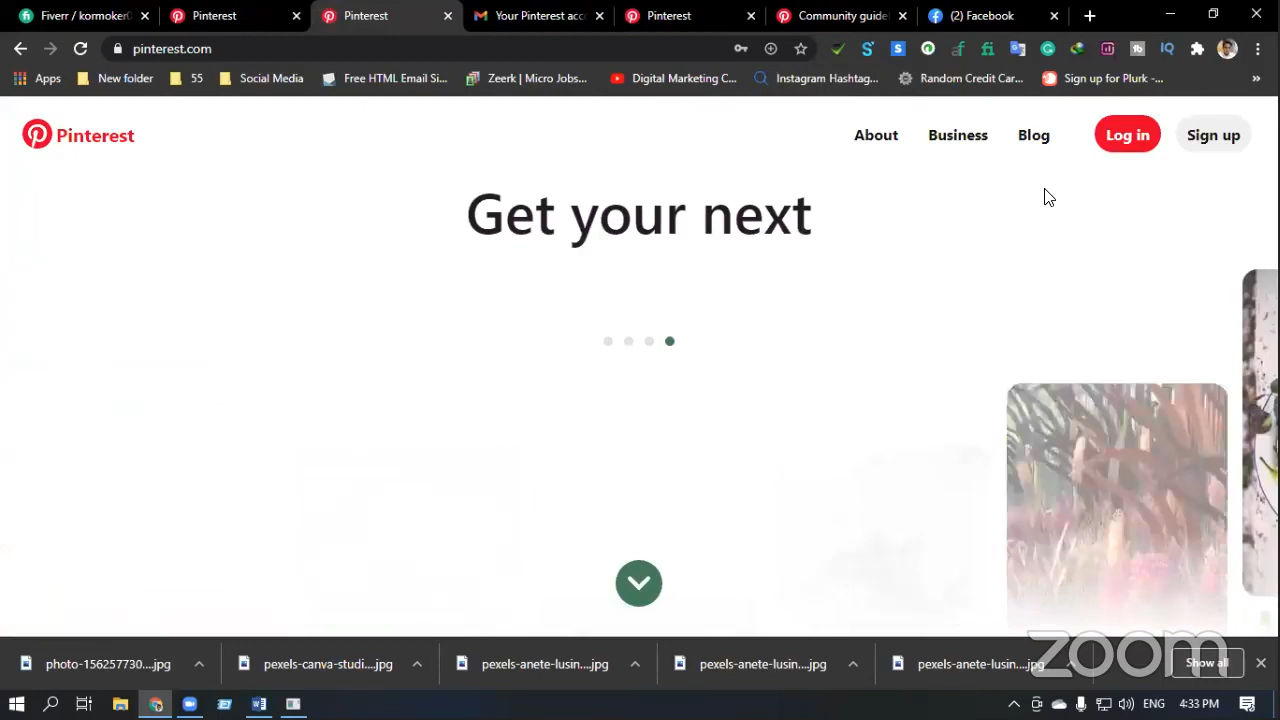 Fiverr / kormoker
Pinterest
Pinterest
Your Pinterest acc
Pinterest
Community guide
(2) Facebook
pinterest.com
Apps
New folder
55
Social Media
Free HTML Email Si...
Zeerk | Micro Jobs...
Digital Marketing C...
Instagram Hashtag...
Random Credit Car...
Sign up for Plurk -...
»
Pinterest
About
Business
Blog
Log in
Sign up
Get your next
photo-156257730....jpg
pexels-canva-studi....jpg
pexels-anete-lusin....jpg
pexels-anete-lusin....jpg
pexels-anete-lusin....jpg
Show all
zoom
ENG
4:33 PM